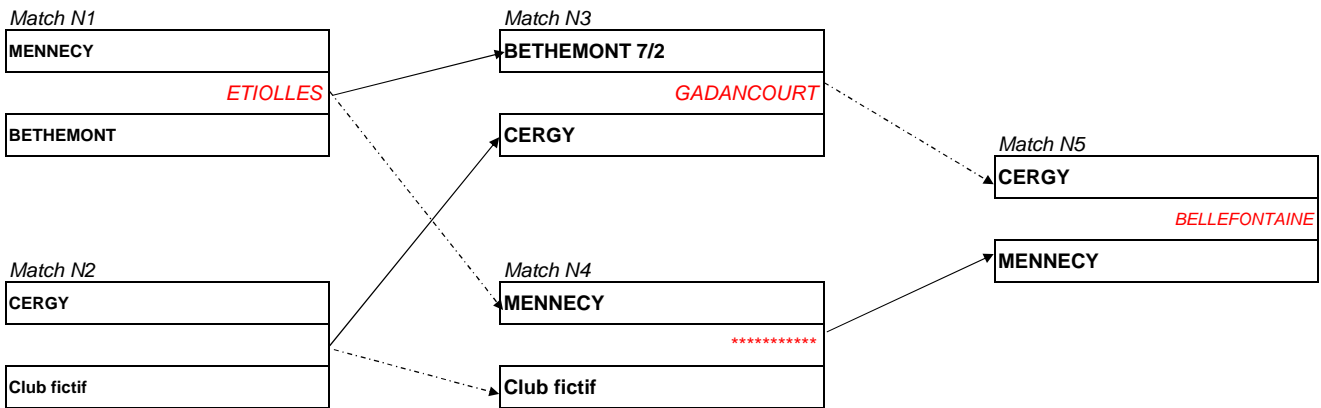 Match N1
MENNECY
ETIOLLES
BETHEMONT
Match N2
CERGY
Club fictif
Match N3
BETHEMONT 7/2
GADANCOURT
CERGY
Match N4
MENNECY
***********
Club fictif
Match N5
CERGY
BELLEFONTAINE
MENNECY